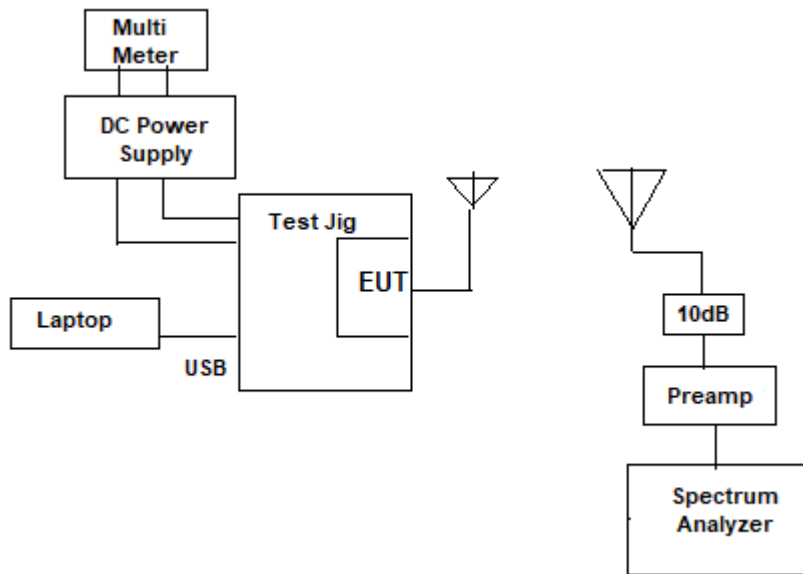 Multi
Meter
DC Power
Supply
Test Jig
EUT
Laptop
USB
10dB
Preamp
Spectrum
Analyzer